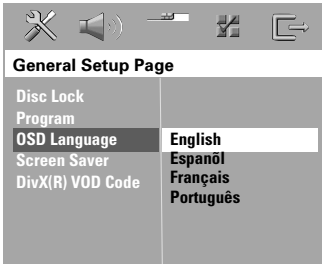 General Setup Page
Disc Lock
Program
OSD Language
Screen Saver
DivX(R) VOD Code
English
Espanõl
Français
Português